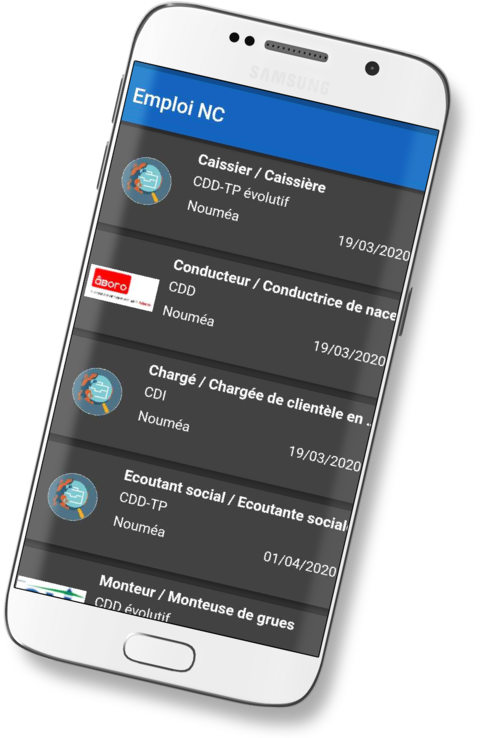 SAMSUNG
Emploi NC
Caissier / Caissière
CDD-TP évolutif
Nouméa
19/03/2020
Conducteur / Conductrice de nace
âboro
CDD
Nouméa
19/03/2020
Chargé / Chargée de clientèle en ..
CDI
Nouméa
19/03/2020
Ecoutant social / Ecoutante social
CDD-TP
Nouméa
01/04/2020
Monteur / Monteuse de grues
CDD évolutif